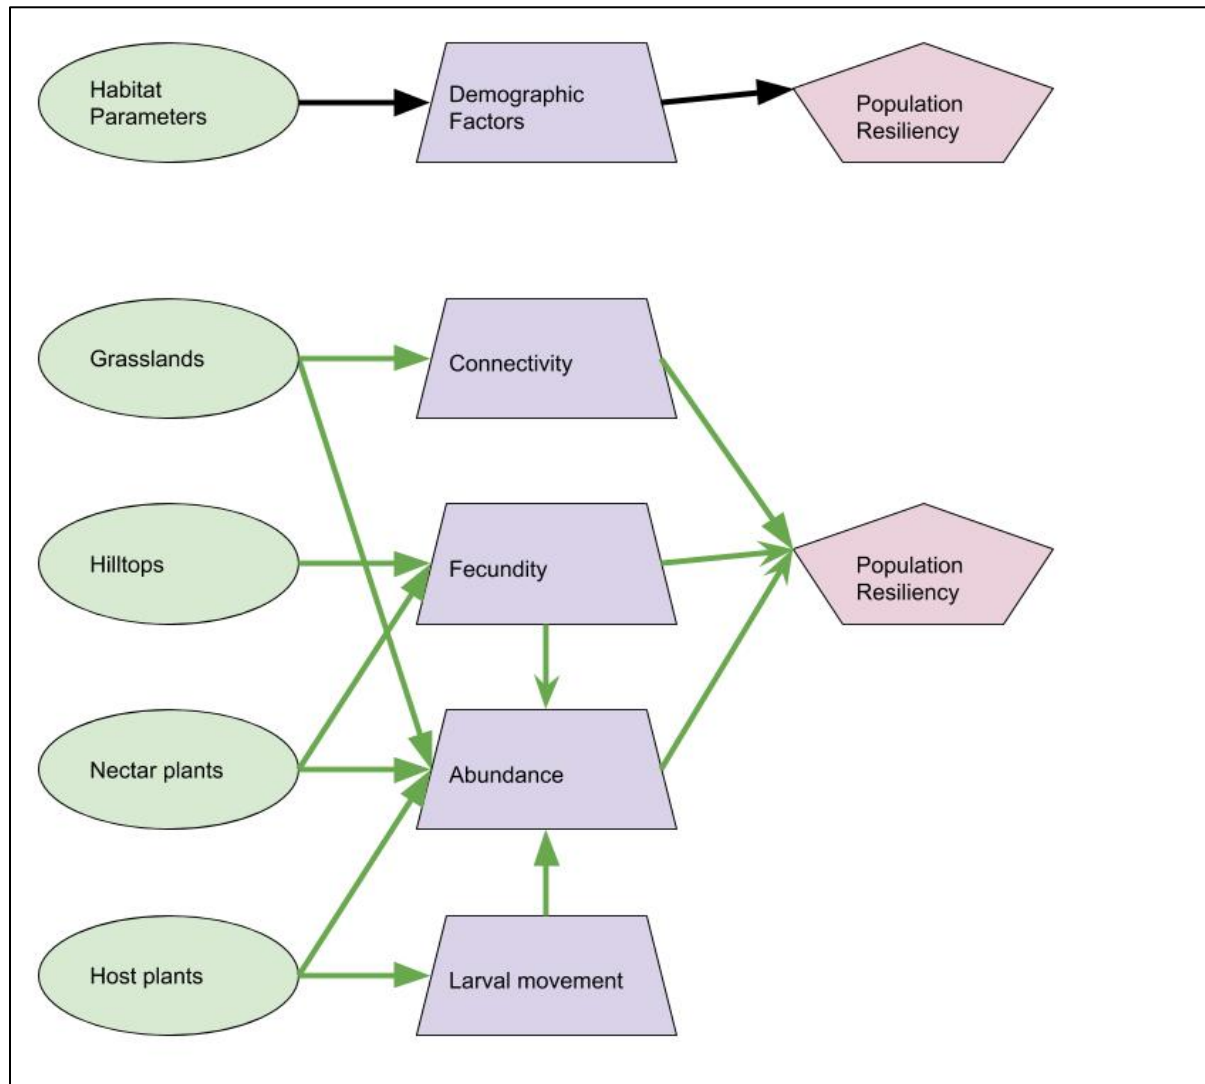 Habitat
Parameters
Demographic
Factors
Population
Resiliency
Grasslands
Connectivity
Hilltops
Fecundity
Population
Resiliency
Nectar plants
Abundance
Host plants
Larval movement